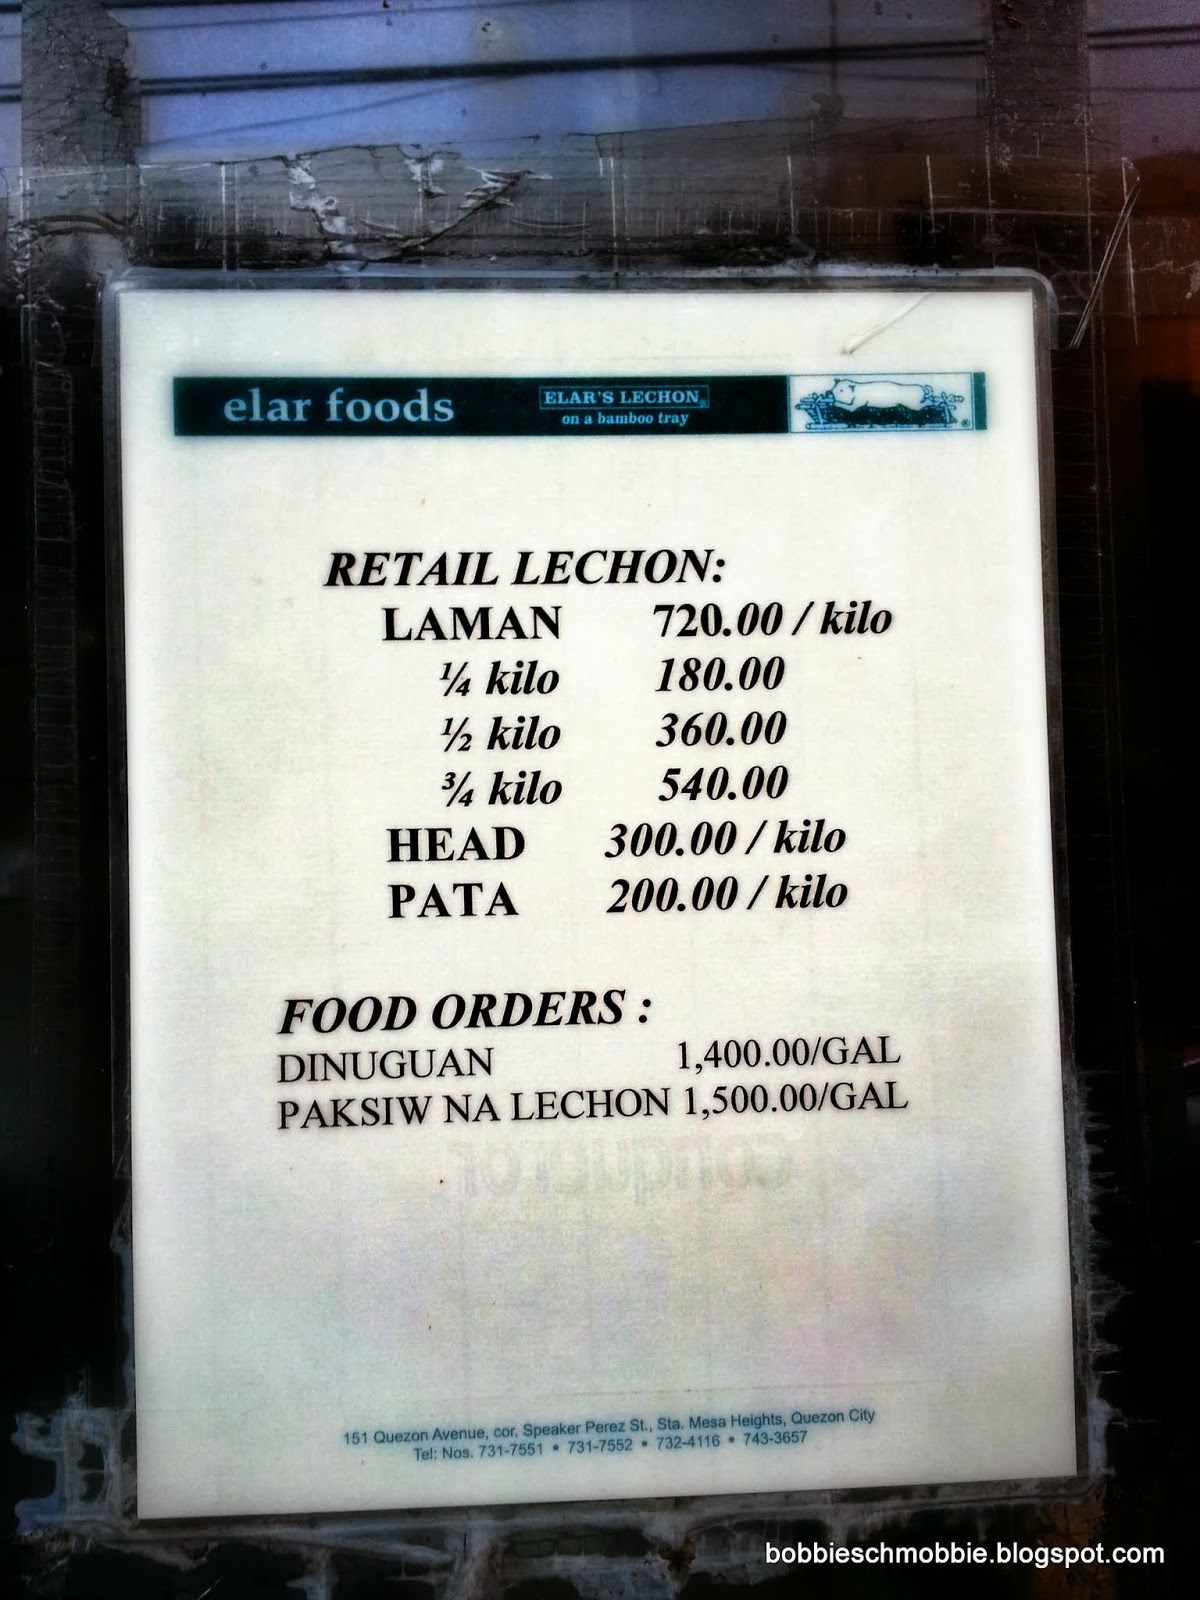 elar foods
ELAR'S LECHON®
on a bamboo tray
®
RETAIL LECHON:
LAMAN 720.00 / kilo
¼ kilo 180.00
½ kilo 360.00
¾ kilo 540.00
HEAD 300.00 / kilo
PATA 200.00 / kilo
FOOD ORDERS :
DINUGUAN 1,400.00/GAL
PAKSIW NA LECHON 1,500.00/GAL
conqueror
151 Quezon Avenue, cor. Speaker Perez St., Sta. Mesa Heights, Quezon City
Tel: Nos. 731-7551 • 731-7552 • 732-4116 • 743-3657
bobbieschmobbie.blogspot.com